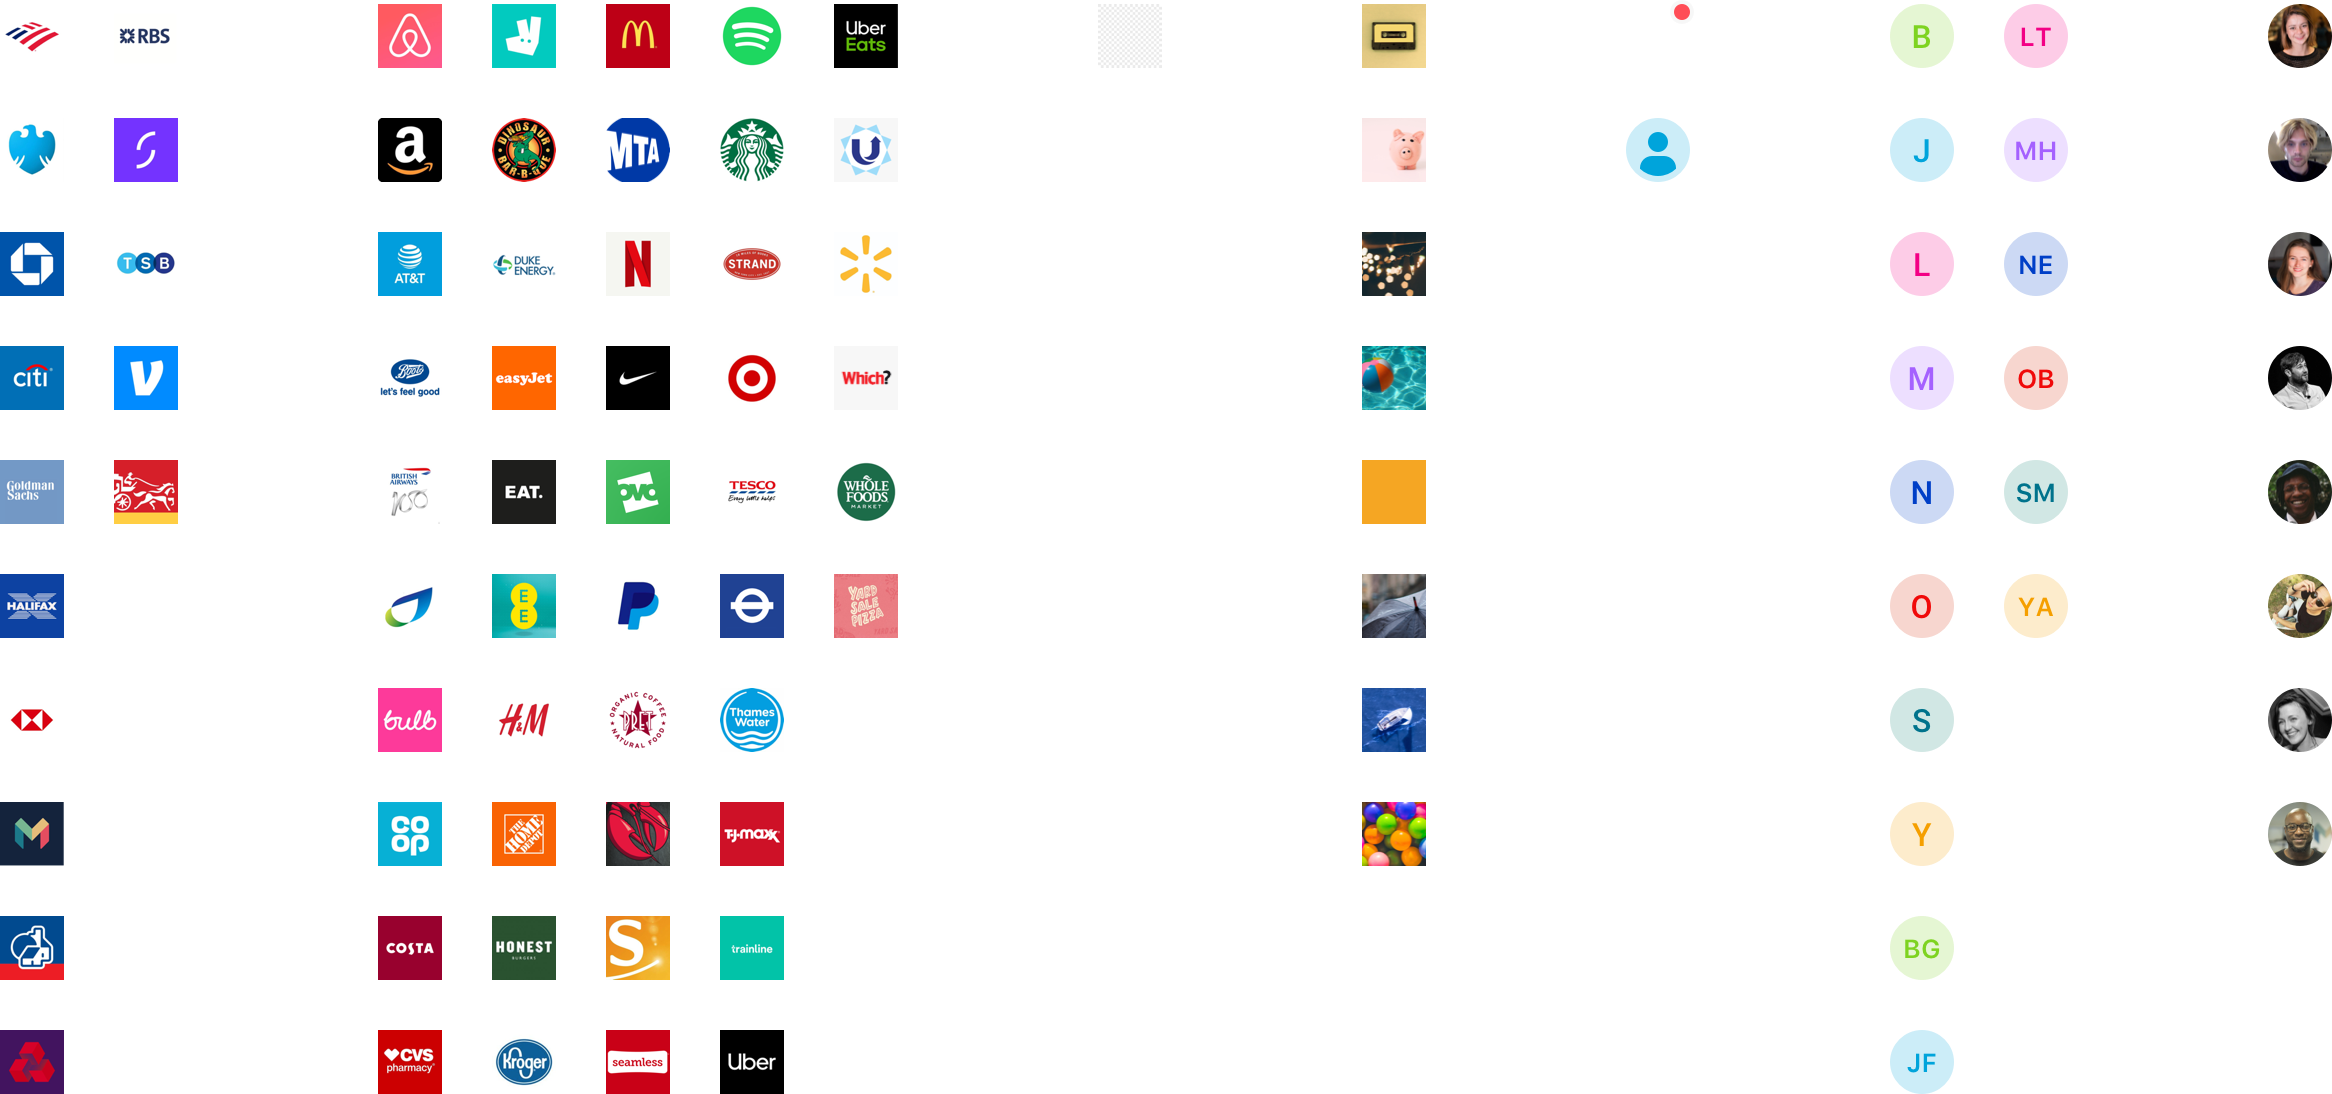 RBS
Uber
Eats
B
LT
a
DINOSAUR
BAR-B-QUE
MTA
U
J
MH
TSB
AT&T
DUKE
ENERGY
N
STRAND
L
NE
citi
V
Boots
let's feel good
easyJet
Which?
M
OB
Goldman
Sachs
BRITISH
AIRWAYS
100
EAT.
OVO
TESCO
Every little helps
WHOLE
FOODS
MARKET
N
SM
HALIFAX
E
E
P
YARD
SALE
PIZZA
O
YA
bulb
H&M
ORGANIC COFFEE
PRET
NATURAL FOOD
Thames
Water
S
M
CO
OP
THE
HOME
DEPOT
T·J·maxx
Y
COSTA
HONEST
BURGERS
S
trainline
BG
CVS
pharmacy
Kroger
seamless
Uber
JF